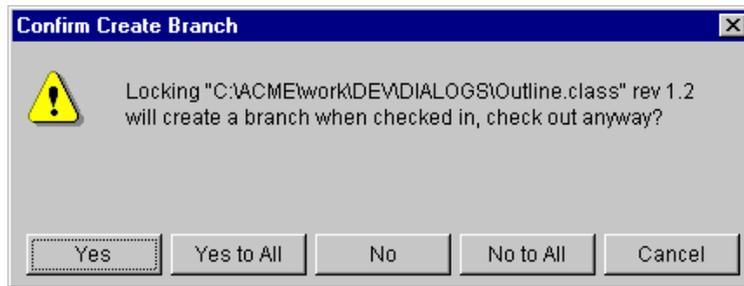 Confirm Create Branch
Locking "C:\ACME\work\DEV\DIALOGS\Outline.class" rev 1.2
will create a branch when checked in, check out anyway?
Yes
Yes to All
No
No to All
Cancel